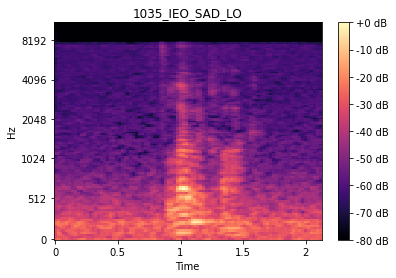 1035_IEO_SAD_LO
8192
4096
2048
1024
512
0
Hz
0
0.5
1
1.5
2
Time
+0 dB
-10 dB
-20 dB
-30 dB
-40 dB
-50 dB
-60 dB
-70 dB
-80 dB